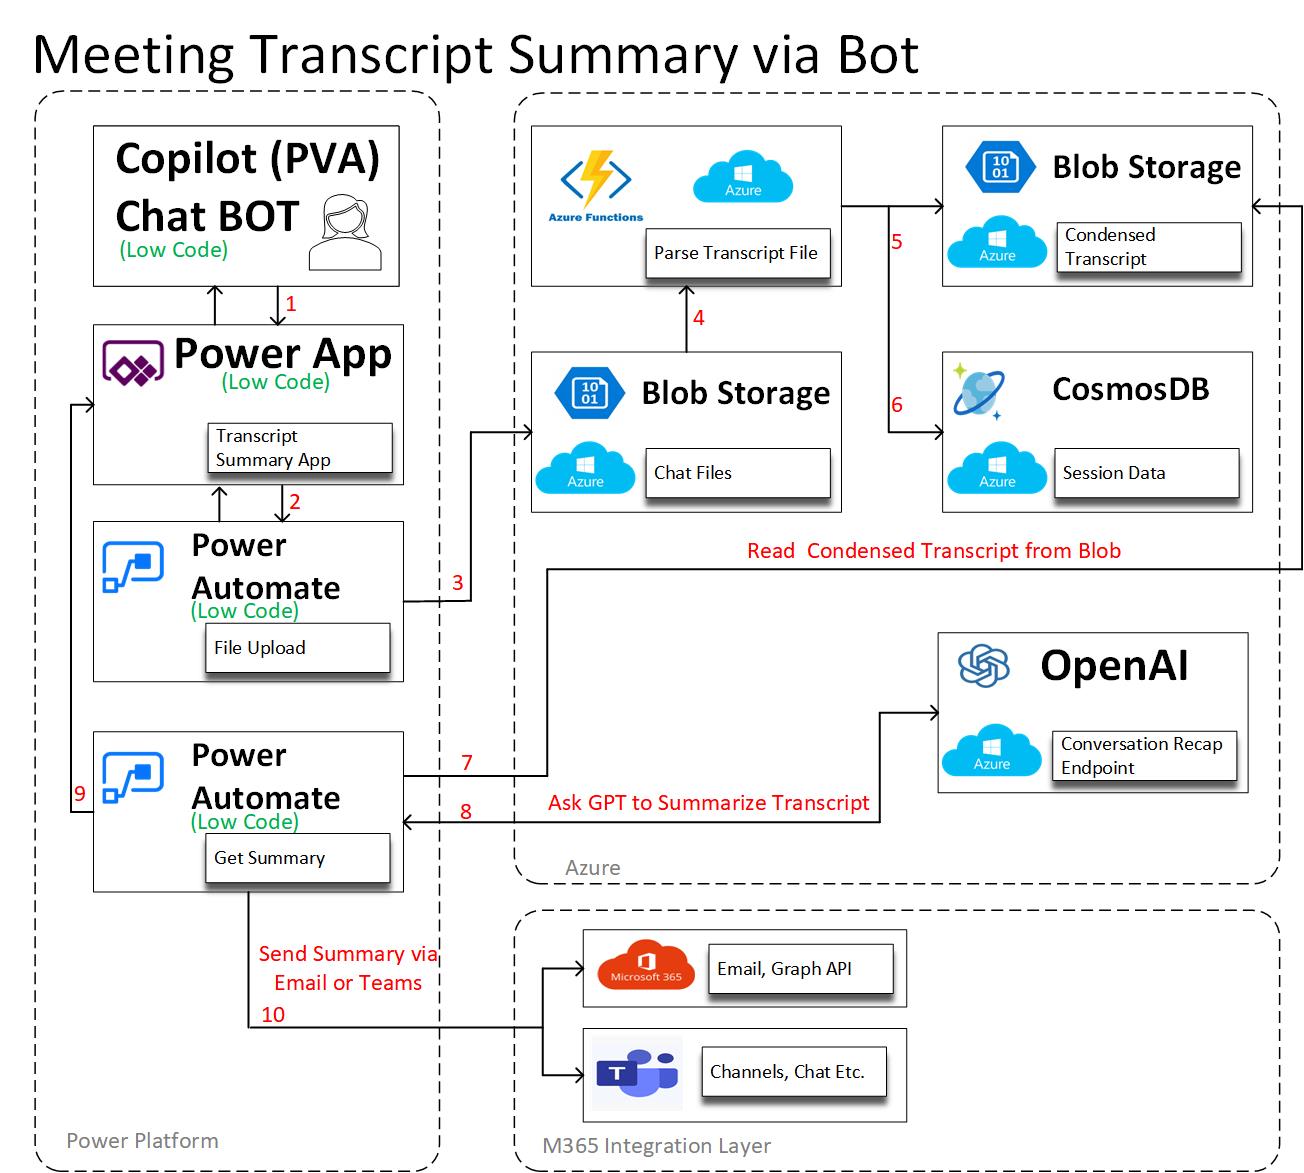 Meeting Transcript Summary via Bot
Copilot (PVA)
Chat BOT
(Low Code)
1
Power App
(Low Code)
Transcript
Summary App
2
Power
Automate
(Low Code)
File Upload
3
Power
Automate
(Low Code)
Get Summary
9
7
8
Send Summary via
Email or Teams
10
Power Platform
Azure Functions
Azure
Parse Transcript File
4
10
01
Blob Storage
Azure
Chat Files
5
6
10
01
Blob Storage
Azure
Condensed
Transcript
CosmosDB
Azure
Session Data
Read  Condensed Transcript from Blob
OpenAI
Azure
Conversation Recap
Endpoint
Ask GPT to Summarize Transcript
Azure
Microsoft 365
Email, Graph API
T
Channels, Chat Etc.
M365 Integration Layer